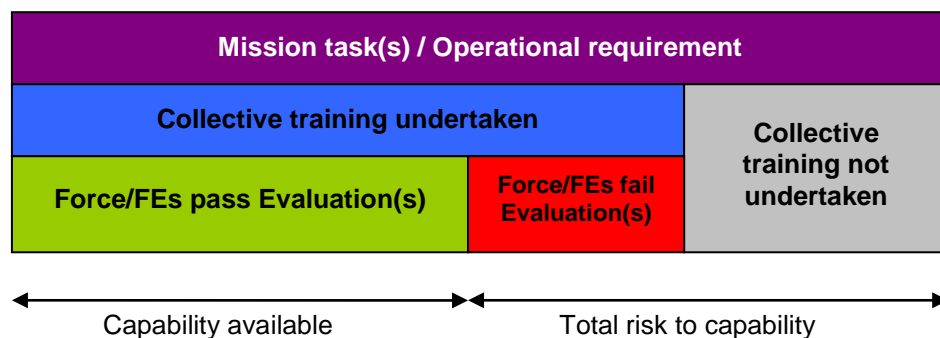 Mission task(s) / Operational requirement
Collective training undertaken
Collective
training not
undertaken
Force/FEs pass Evaluation(s)
Force/FEs fail
Evaluation(s)
Capability available
Total risk to capability